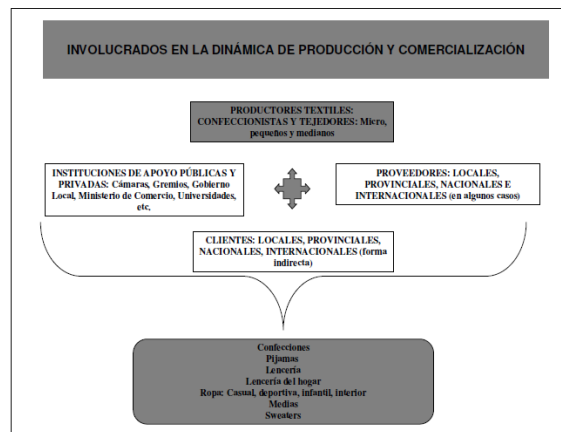 INVOLUCRADOS EN LA DINÁMICA DE PRODUCCIÓN Y COMERCIALIZACIÓN
PRODUCTORES TEXTILES:
CONFECCIONISTAS Y TEJEDORES: Micro,
pequeños y medianos
INSTITUCIONES DE APOYO PÚBLICAS Y
PRIVADAS: Cámaras, Gremios, Gobierno
Local, Ministerio de Comercio, Universidades,
etc.
PROVEEDORES: LOCALES,
PROVINCIALES, NACIONALES E
INTERNACIONALES (en algunos casos)
CLIENTES: LOCALES, PROVINCIALES,
NACIONALES, INTERNACIONALES (forma
indirecta)
Confecciones
Pijamas
Lencería
Lencería del hogar
Ropa: Casual, deportiva, infantil, interior
Medias
Sweaters